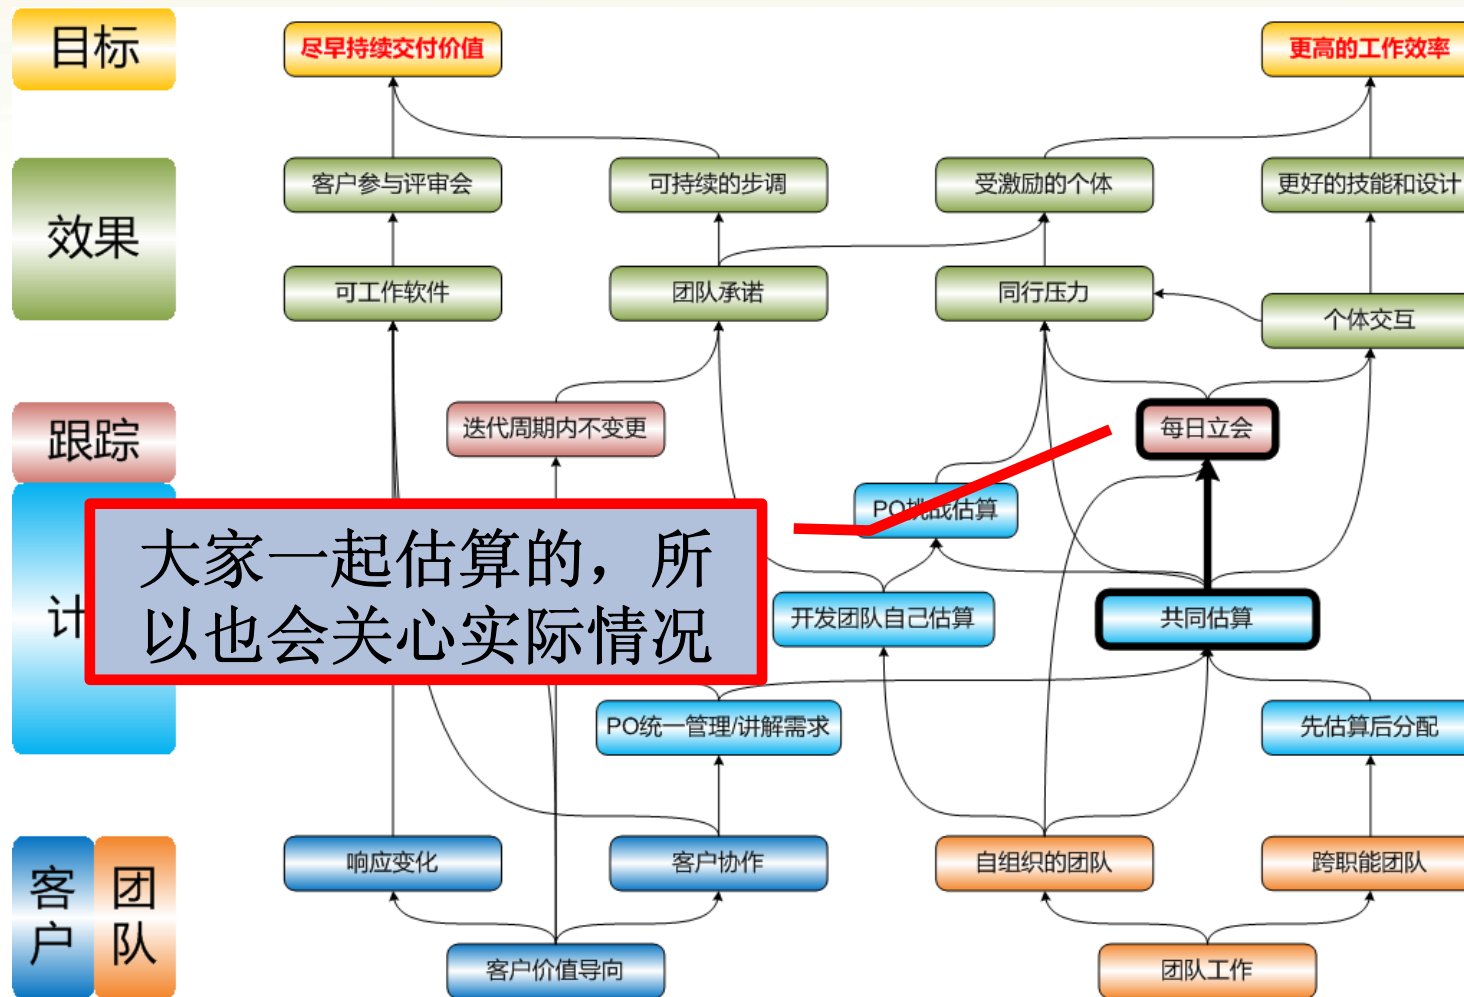 目标
尽早持续交付价值
更高的工作效率
效果
客户参与评审会
可持续的步调
受激励的个体
更好的技能和设计
可工作软件
团队承诺
同行压力
个体交互
跟踪
迭代周期内不变更
每日立会
PO挑战估算
大家一起估算的，所
以也会关心实际情况
计
开发团队自己估算
共同估算
PO统一管理/讲解需求
先估算后分配
客户
团队
响应变化
客户协作
自组织的团队
跨职能团队
客户价值导向
团队工作